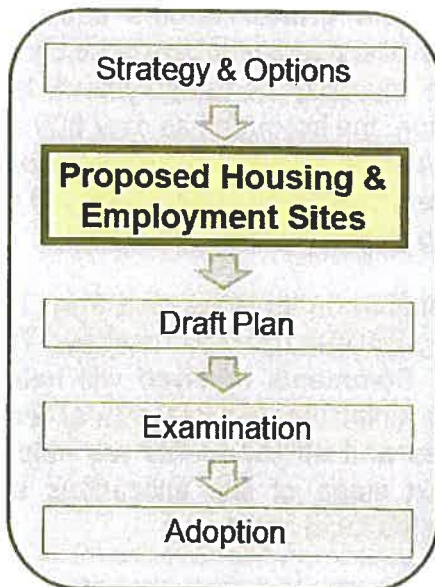 Strategy & Options
Proposed Housing &
Employment Sites
Draft Plan
Examination
Adoption